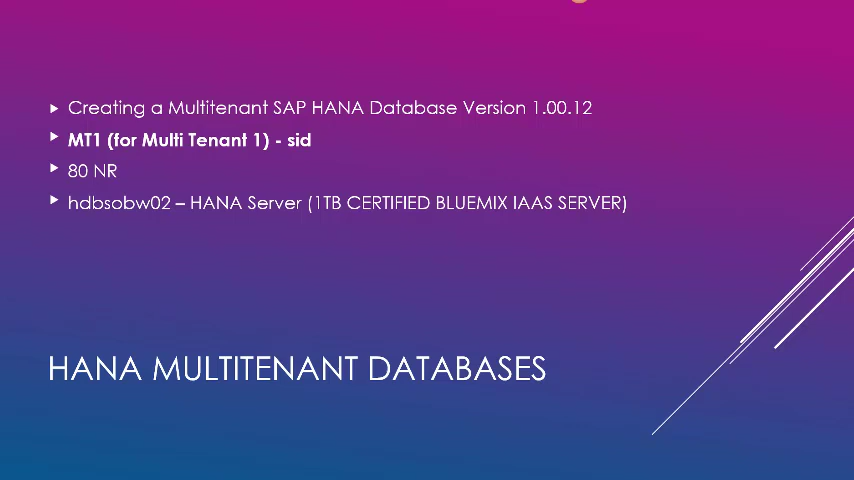 Creating a Multitenant SAP HANA Database Version 1.00.12
MT1 (for Multi Tenant 1) - sid
80 NR
hdbsobw02 – HANA Server (1TB CERTIFIED BLUEMIX IAAS SERVER)
HANA MULTITENANT DATABASES